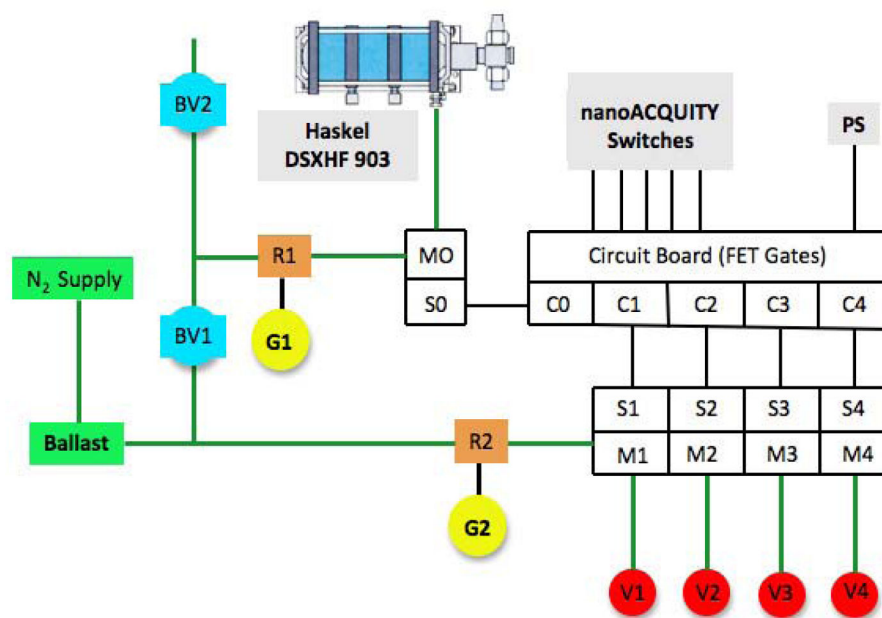 BV2
Haskel
DSXHF 903
nanoACQUITY
Switches
PS
N₂ Supply
R1
MO
Circuit Board (FET Gates)
S0
C0
C1
C2
C3
C4
BV1
G1
S1
S2
S3
S4
Ballast
R2
M1
M2
M3
M4
G2
V1
V2
V3
V4